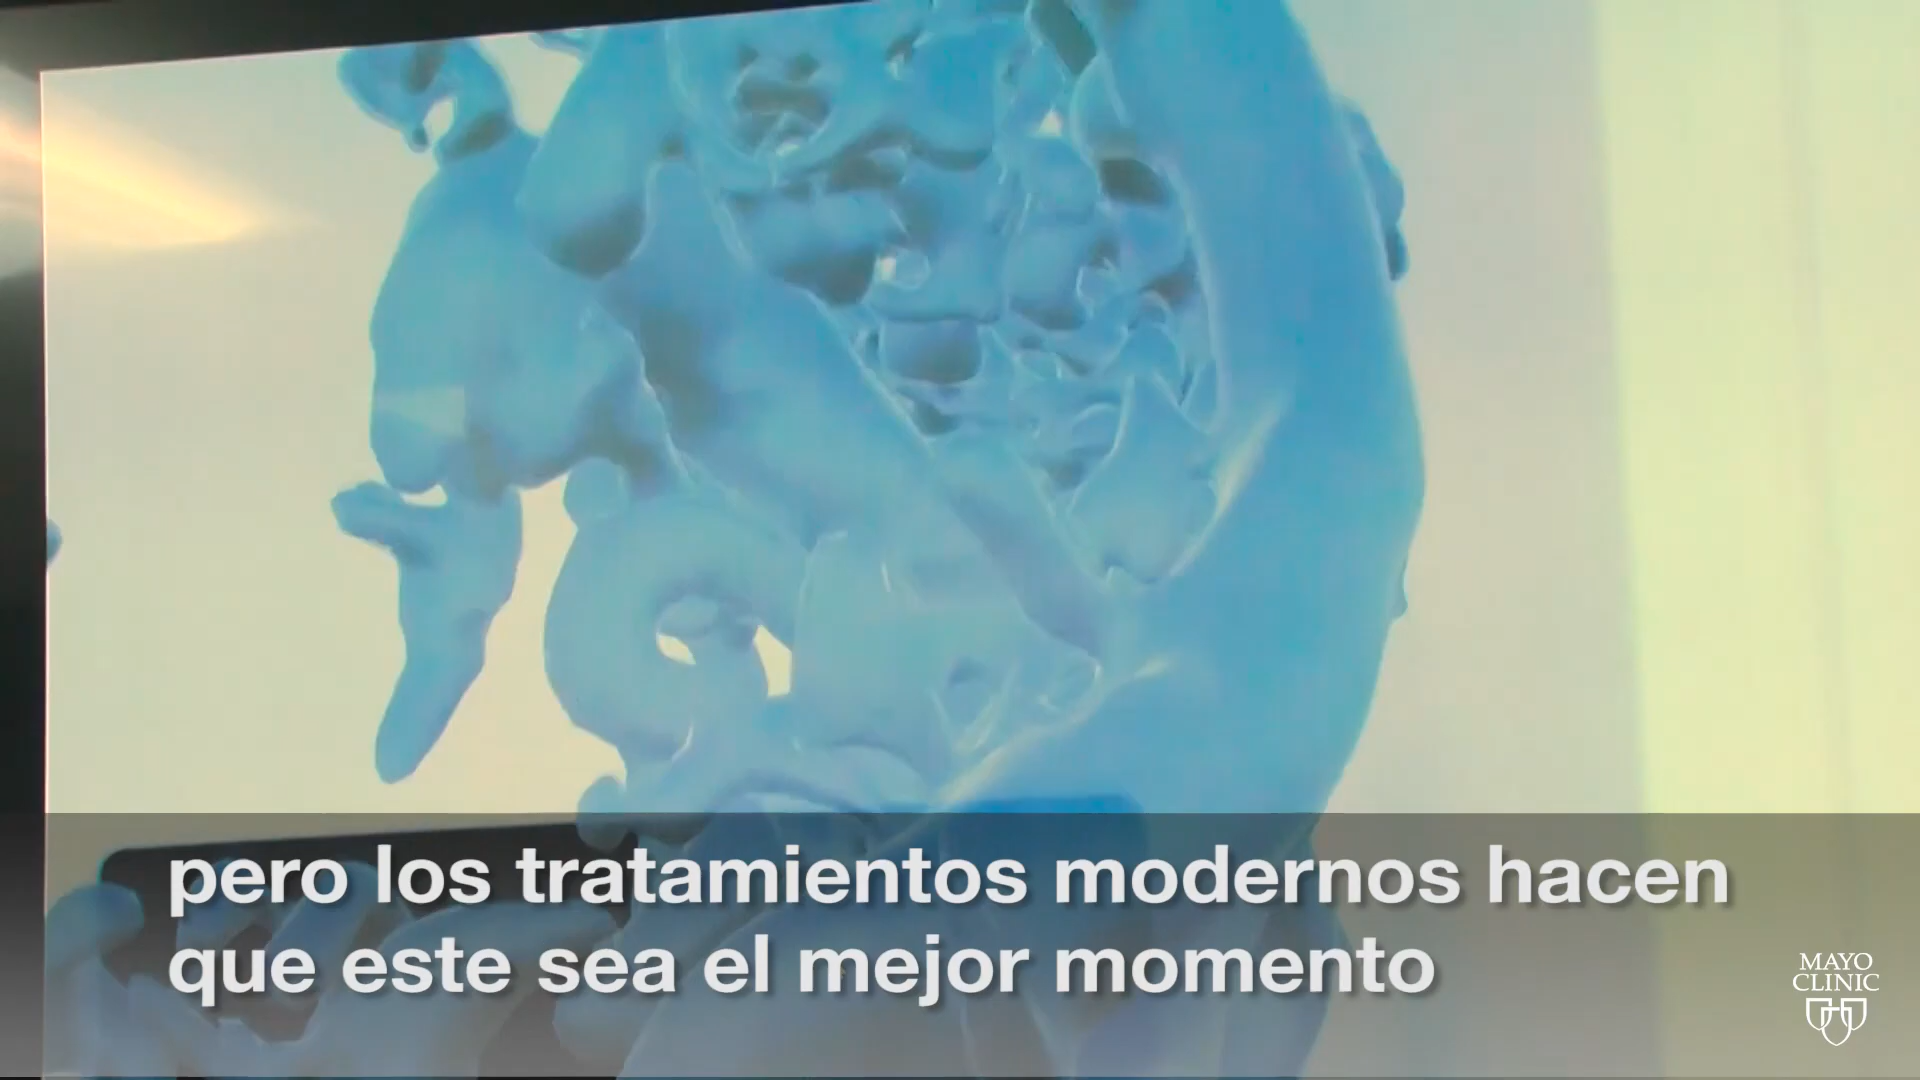 pero los tratamientos modernos hacen
que este sea el mejor momento
MAYO
CLINIC